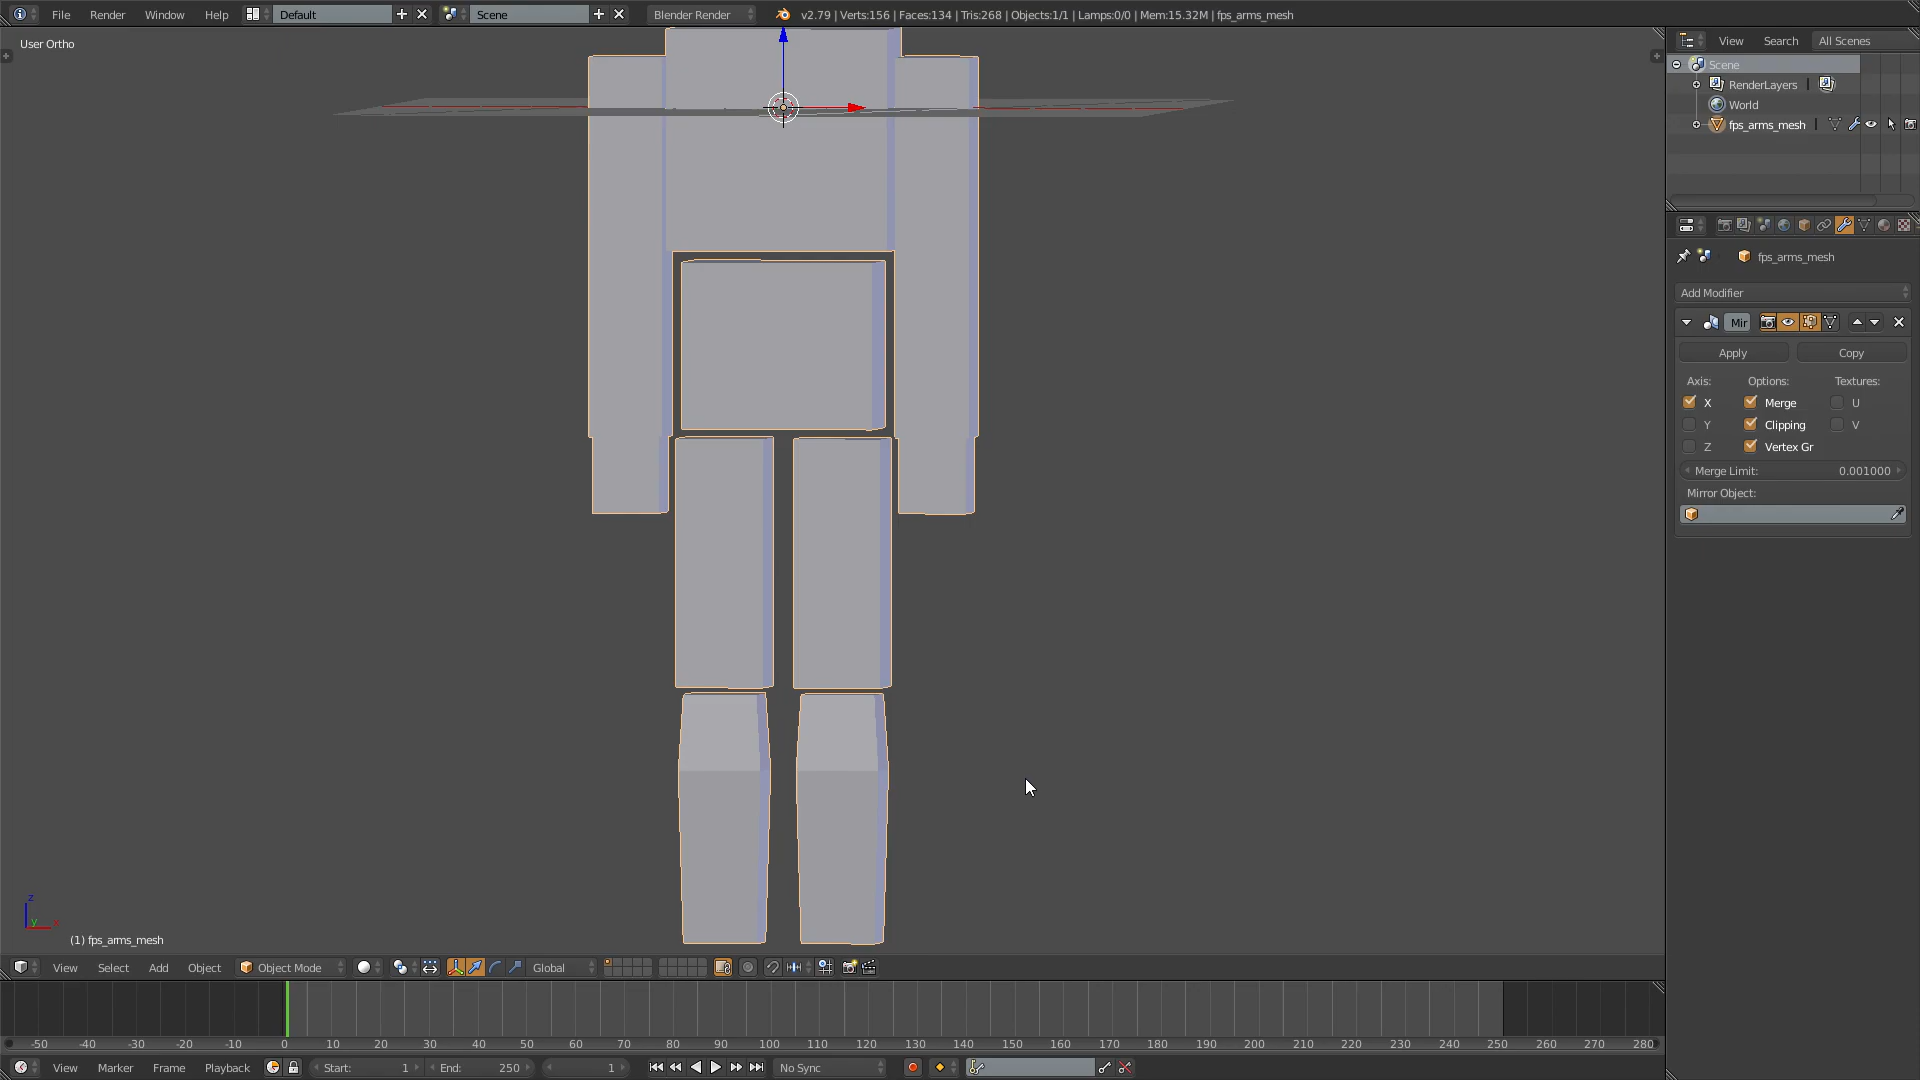 File Render Window Help Default Scene Blender Render v2.79 | Verts:156 | Faces:134 | Tris:268 | Objects:1/1 | Lamps:0/0 | Mem:15.32M | fps_arms_mesh
User Ortho
View Search All Scenes
Scene
RenderLayers
World
fps_arms_mesh
fps_arms_mesh
Add Modifier
Mir
Apply Copy
Axis: Options: Textures:
X Merge U
Y Clipping V
Z Vertex Gr
Merge Limit: 0.001000
Mirror Object:
z
y x
(1) fps_arms_mesh
View Select Add Object Object Mode Global
-50 -40 -30 -20 -10 0 10 20 30 40 50 60 70 80 90 100 110 120 130 140 150 160 170 180 190 200 210 220 230 240 250 260 270 280
View Marker Frame Playback Start: 1 End: 250 1 No Sync